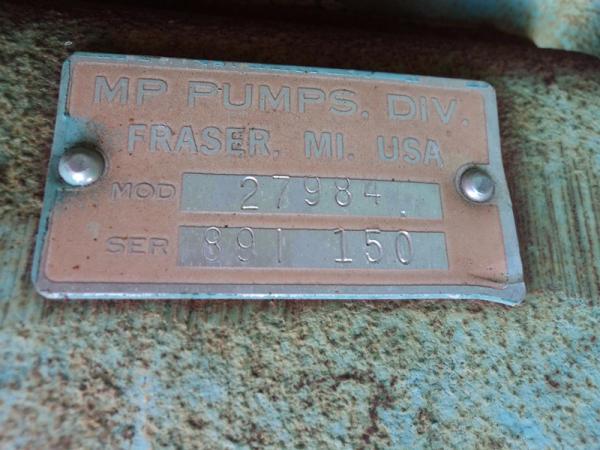 MP PUMPS, DIV.
FRASER, MI. USA
MOD 27984
SER 891 150